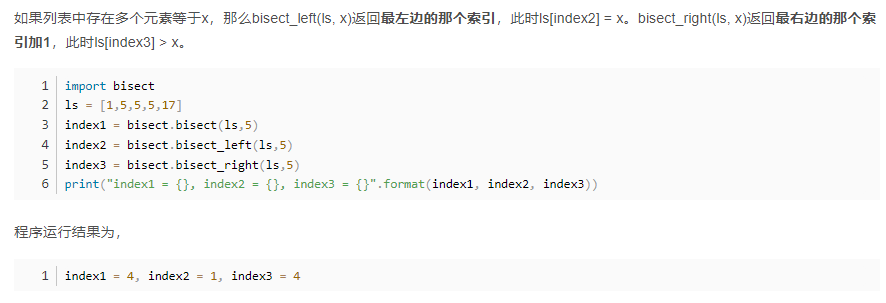 如果列表中存在多个元素等于x，那么bisect_left(ls, x)返回最左边的那个索引，此时ls[index2] = x。bisect_right(ls, x)返回最右边的那个索
引加1，此时ls[index3] > x。
1 import bisect
2 ls = [1,5,5,5,17]
3 index1 = bisect.bisect(ls,5)
4 index2 = bisect.bisect_left(ls,5)
5 index3 = bisect.bisect_right(ls,5)
6 print("index1 = {}, index2 = {}, index3 = {}".format(index1, index2, index3))
程序运行结果为，
1 index1 = 4, index2 = 1, index3 = 4